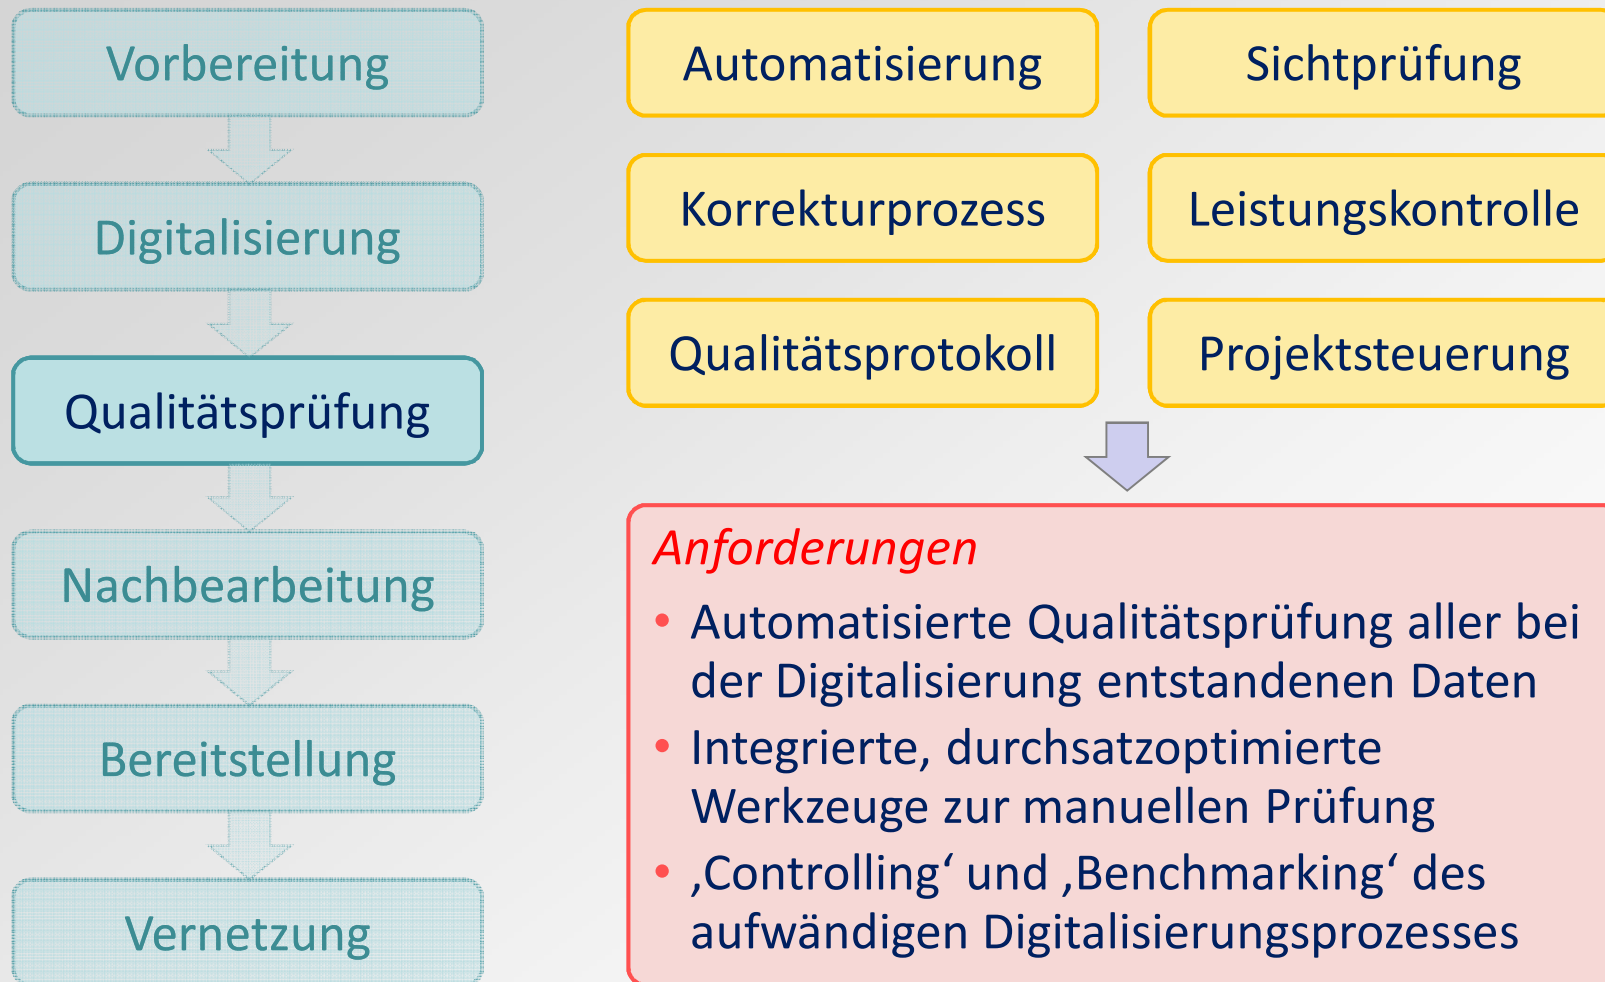 Vorbereitung
Digitalisierung
Qualitätsprüfung
Nachbearbeitung
Bereitstellung
Vernetzung
Automatisierung
Sichtprüfung
Korrekturprozess
Leistungskontrolle
Qualitätsprotokoll
Projektsteuerung
Anforderungen
• Automatisierte Qualitätsprüfung aller bei
der Digitalisierung entstandenen Daten
• Integrierte, durchsatzoptimierte
Werkzeuge zur manuellen Prüfung
• ‚Controlling‘ und ‚Benchmarking‘ des
aufwändigen Digitalisierungsprozesses